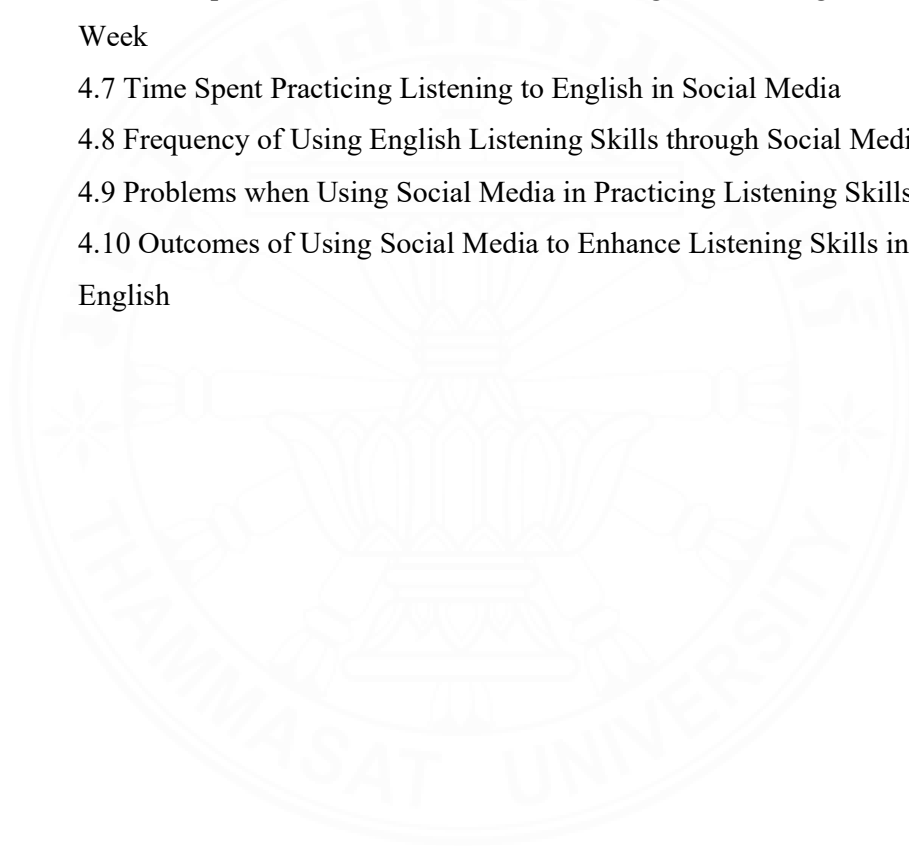 Week
4.7 Time Spent Practicing Listening to English in Social Media
4.8 Frequency of Using English Listening Skills through Social Medi
4.9 Problems when Using Social Media in Practicing Listening Skills
4.10 Outcomes of Using Social Media to Enhance Listening Skills in
English
THAMMASAT UNIVERSITY